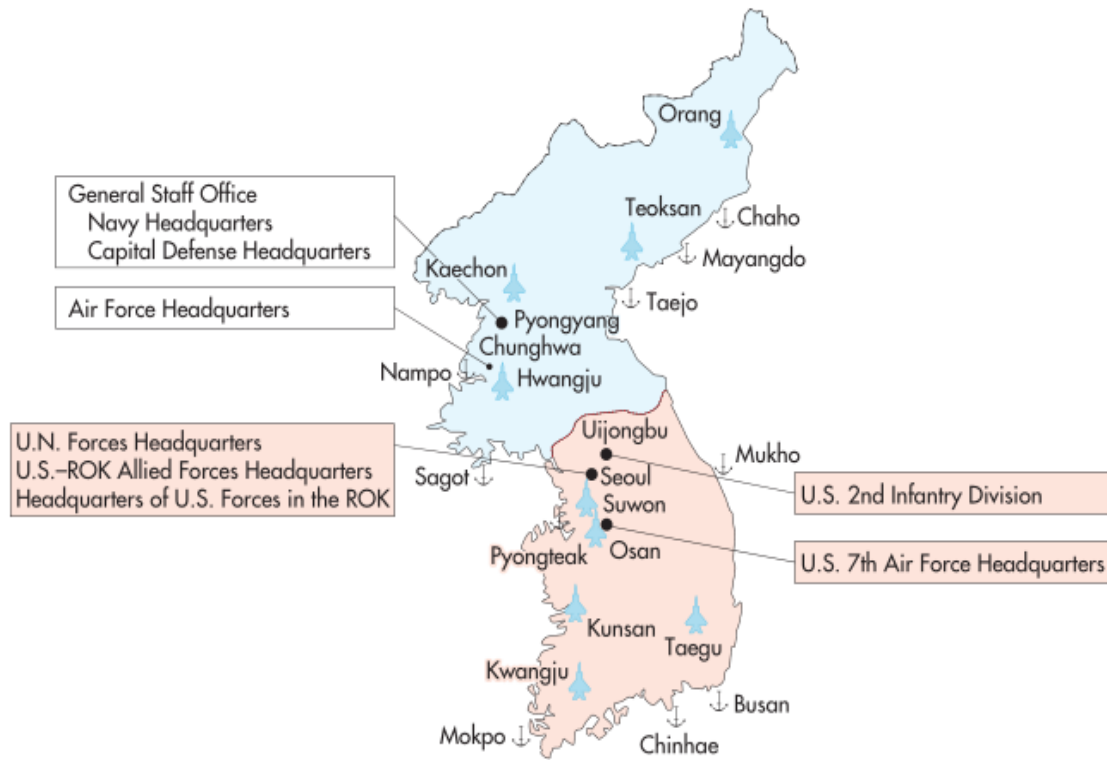 Orang
General Staff Office
Navy Headquarters
Capital Defense Headquarters
Teoksan
Chaho
Mayangdo
Kaechon
Taejo
Air Force Headquarters
Pyongyang
Chunghwa
Nampo
Hwangju
U.N. Forces Headquarters
U.S.–ROK Allied Forces Headquarters
Headquarters of U.S. Forces in the ROK
Uijongbu
Mukho
Sagot
Seoul
U.S. 2nd Infantry Division
Suwon
Pyongteak
Osan
U.S. 7th Air Force Headquarters
Kunsan
Taegu
Kwangju
Busan
Mokpo
Chinhae